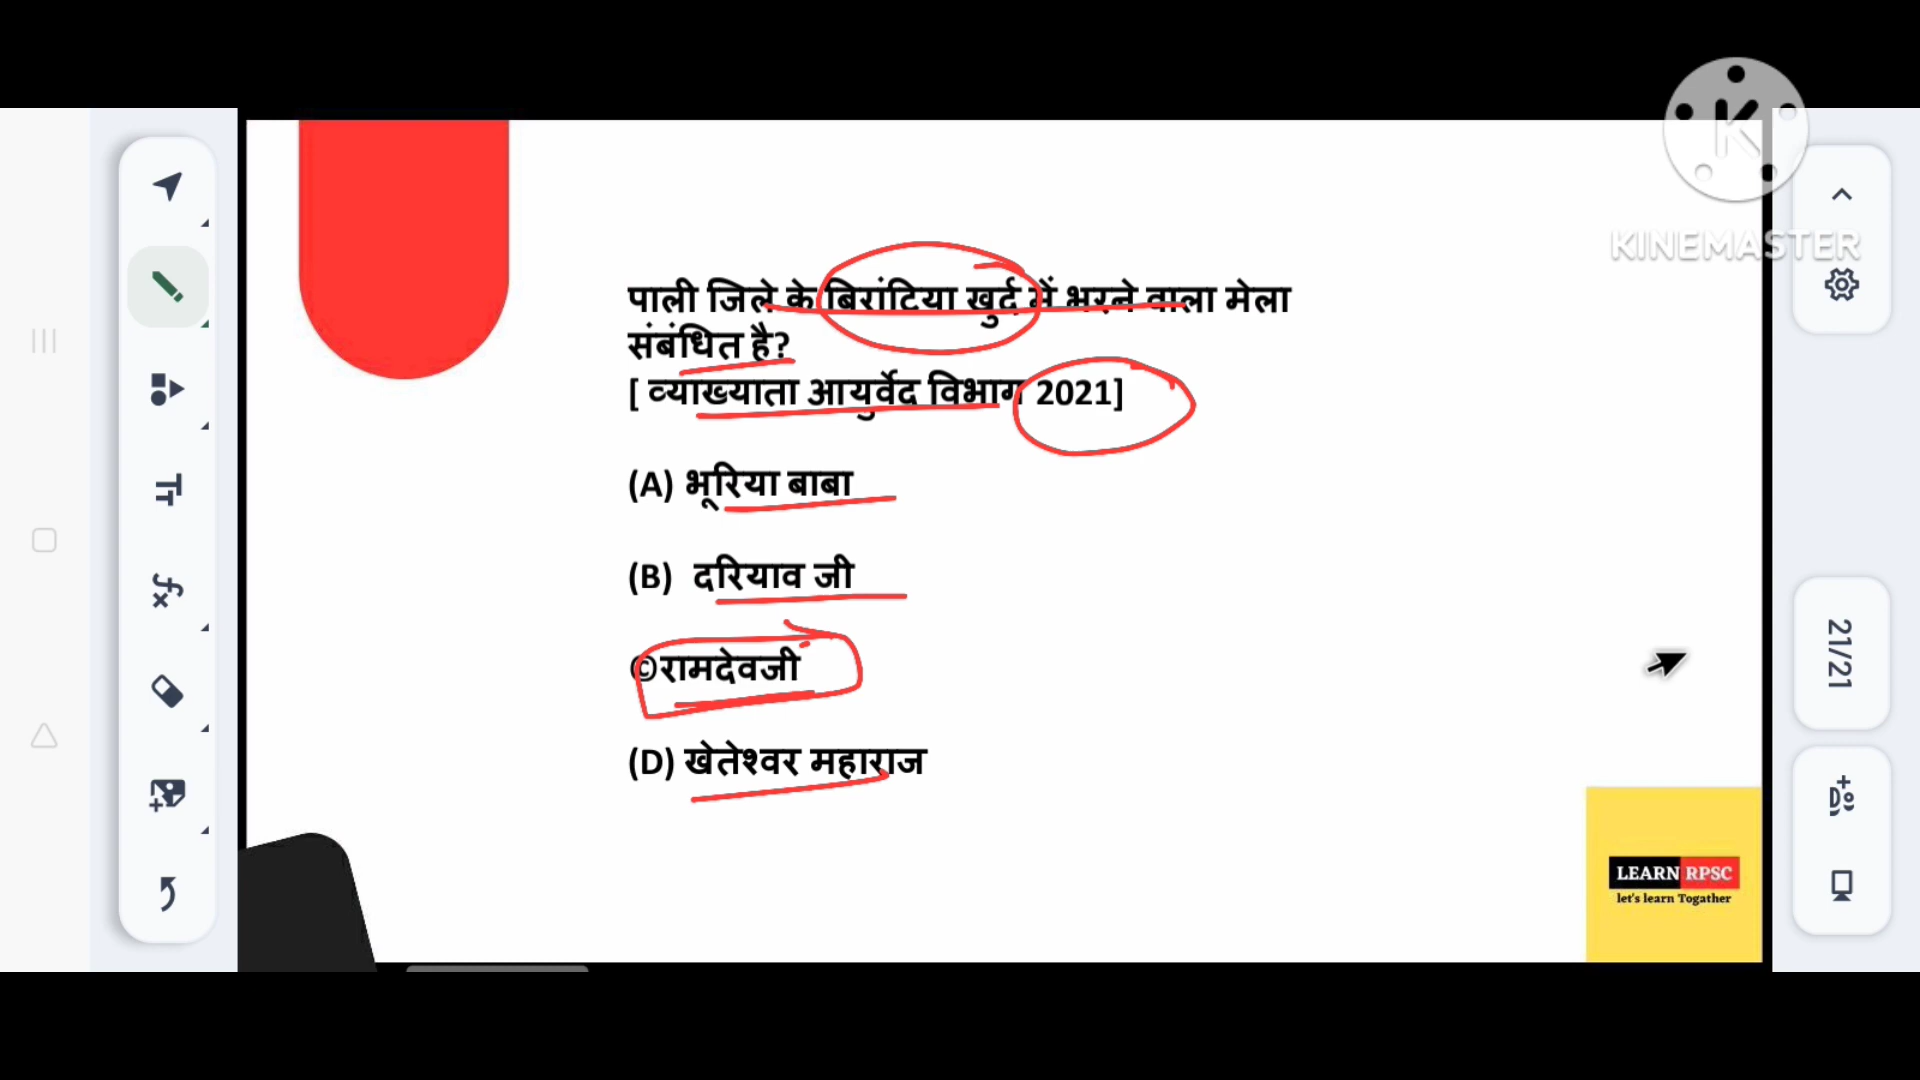 KINEMASTER
पाली जिले के बिरांटिया खुर्द में भरने वाला मेला
संबंधित है?
[ व्याख्याता आयुर्वेद विभाग 2021]
(A) भूरिया बाबा
(B) दरियाव जी
©रामदेवजी
(D) खेतेश्वर महाराज
21/21
LEARN RPSC
let's learn Togather